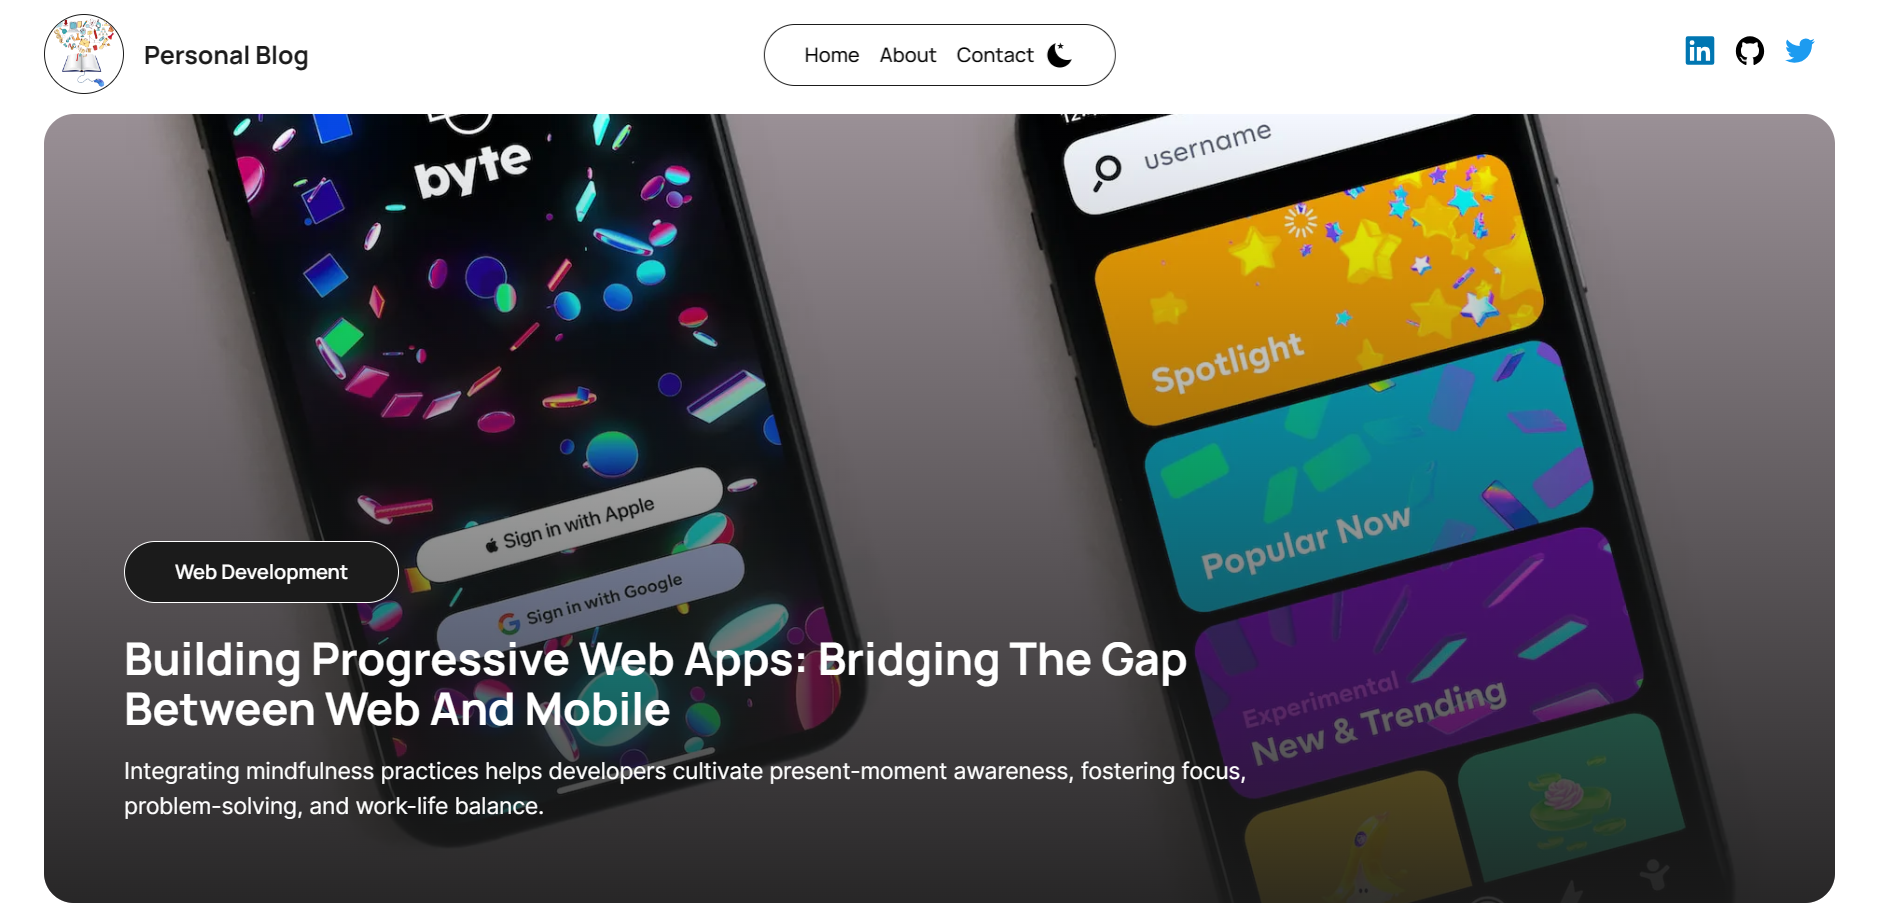 Personal Blog
Home About Contact
byte
username
Spotlight
Popular Now
Sign in with Apple
Sign in with Google
Experimental
New & Trending
Web Development
Building Progressive Web Apps: Bridging The Gap
Between Web And Mobile
Integrating mindfulness practices helps developers cultivate present-moment awareness, fostering focus,
problem-solving, and work-life balance.